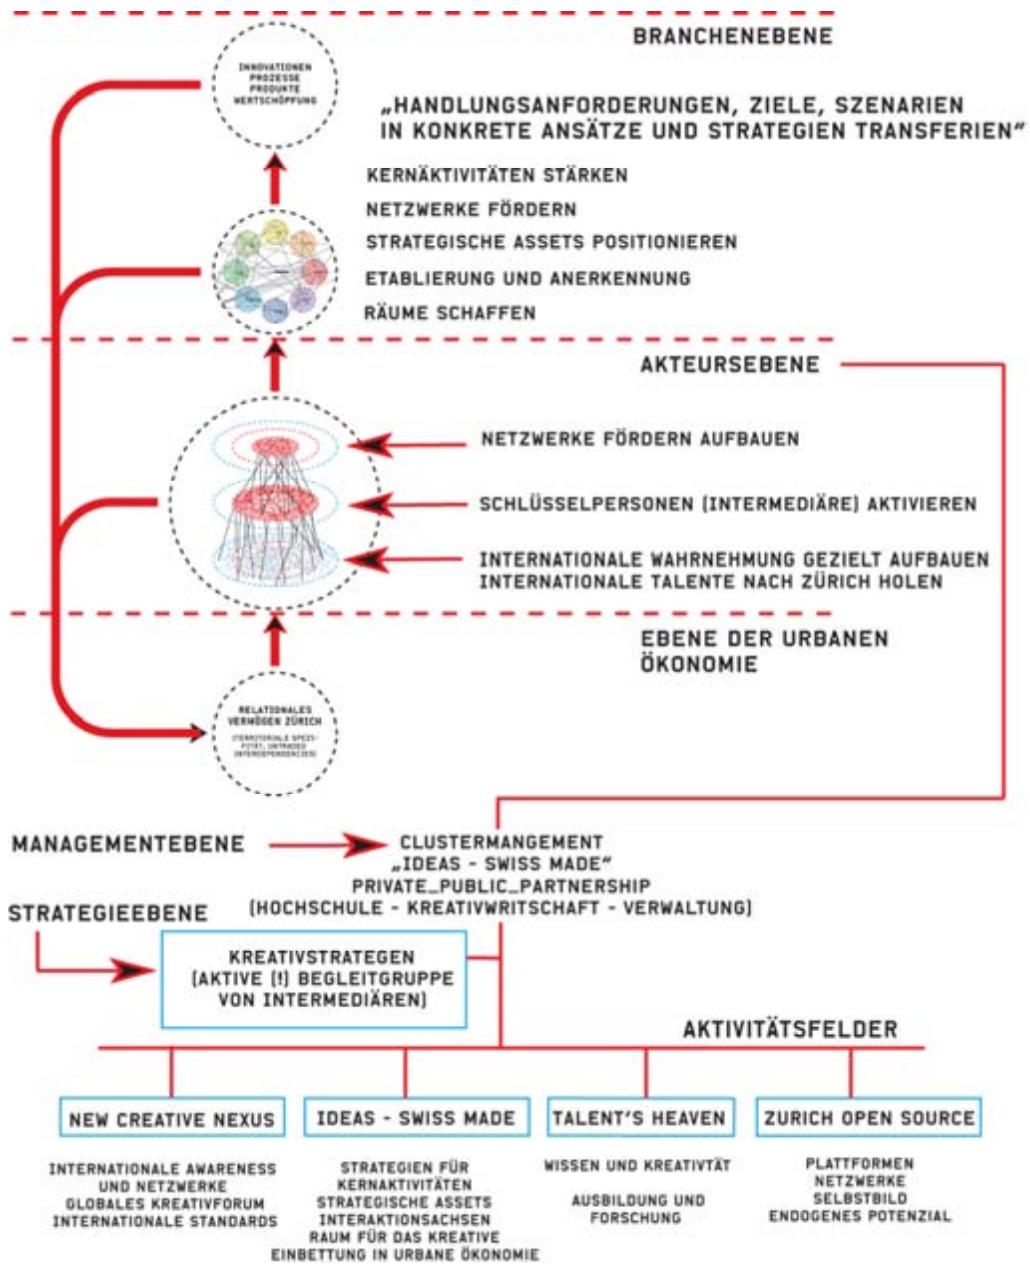 BRANCHENEBENE
INNOVATIONEN
PROZESSE
PRODUKTE
WERTSCHÖPFUNG
„HANDLUNGSANFORDERUNGEN, ZIELE, SZENARIEN
IN KONKRETE ANSÄTZE UND STRATEGIEN TRANSFERIEN“
KERNÄKTIVITÄTEN STÄRKEN
NETZWERKE FÖRDERN
STRATEGISCHE ASSETS POSITIONIEREN
ETABLIERUNG UND ANERKENNUNG
RÄUME SCHAFFEN
AKTEURSEBENE
NETZWERKE FÖRDERN AUFBAUEN
SCHLÜSSELPERSONEN (INTERMEDIÄRE) AKTIVIEREN
INTERNATIONALE WAHRNEHMUNG GEZIELT AUFBAUEN
INTERNATIONALE TALENTE NACH ZÜRICH HOLEN
EBENE DER URBANEN
ÖKONOMIE
RELATIONALES
VERMÖGEN ZÜRICH
(TERRITORIALE SPEZI-
FITÄT, UNTRADED
INTERDEPENDENCIES)
MANAGEMENTEBENE
CLUSTERMANGEMENT
„IDEAS - SWISS MADE“
PRIVATE_PUBLIC_PARTNERSHIP
(HOCHSCHULE - KREATIVWRITSCHAFT - VERWALTUNG)
STRATEGIEEBENE
KREATIVSTRATEGEN
(AKTIVE (!) BEGLEITGRUPPE
VON INTERMEDIÄREN)
AKTIVITÄTSFELDER
NEW CREATIVE NEXUS
INTERNATIONALE AWARENESS
UND NETZWERKE
GLOBALES KREATIVFORUM
INTERNATIONALE STANDARDS
IDEAS - SWISS MADE
STRATEGIEN FÜR
KERNAKTIVITÄTEN
STRATEGISCHE ASSETS
INTERAKTIONSACHSEN
RAUM FÜR DAS KREATIVE
EINBETTUNG IN URBANE ÖKONOMIE
TALENT'S HEAVEN
WISSEN UND KREATIVTÄT
AUSBILDUNG UND
FORSCHUNG
ZURICH OPEN SOURCE
PLATTFORMEN
NETZWERKE
SELBSTBILD
ENDOGENES POTENZIAL